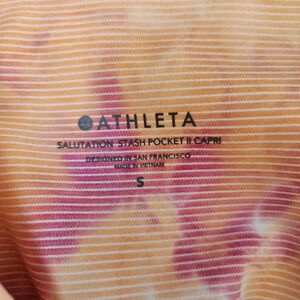 ATHLETA
SALUTATION STASH POCKET II CAPRI
DESIGNED IN SAN FRANCISCO
MADE IN VIETNAM
S